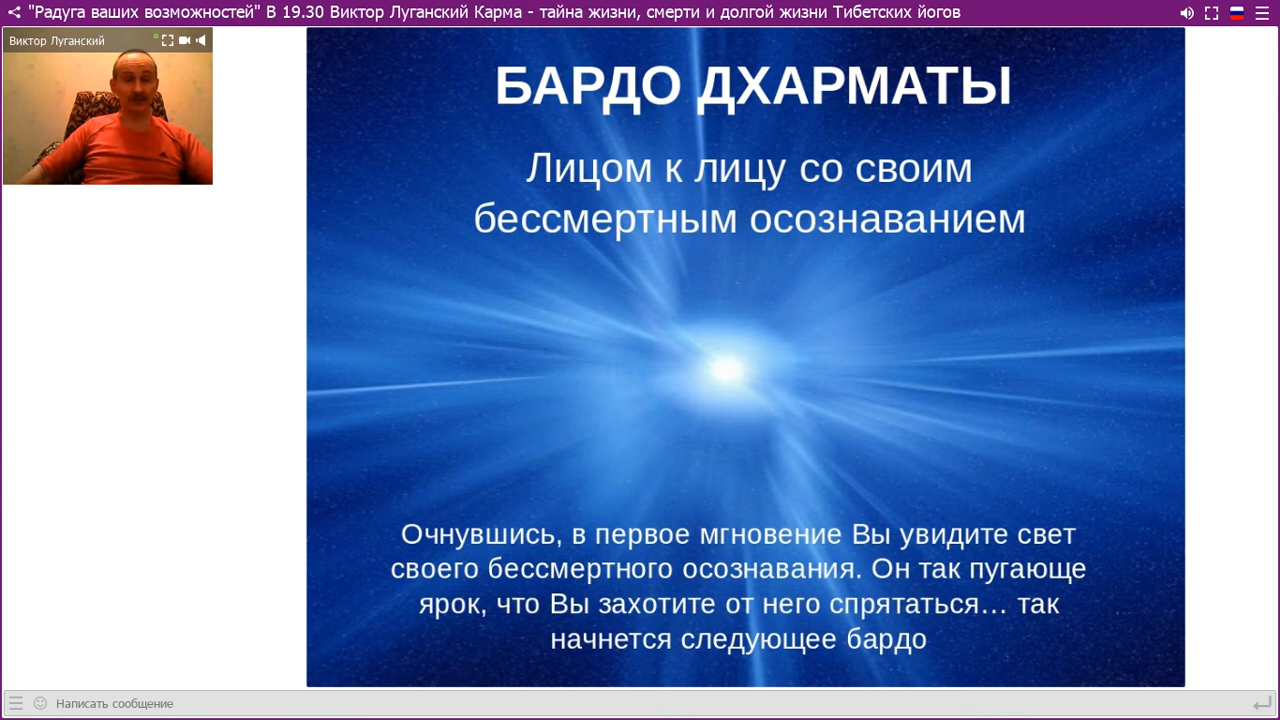 "Радуга ваших возможностей" В 19.30 Виктор Луганский Карма - тайна жизни, смерти и долгой жизни Тибетских йогов
Виктор Луганский
БАРДО ДХАРМАТЫ
Лицом к лицу со своим
бессмертным осознаванием
Очнувшись, в первое мгновение Вы увидите свет
своего бессмертного осознавания. Он так пугающе
ярок, что Вы захотите от него спрятаться… так
начнется следующее бардо
Написать сообщение